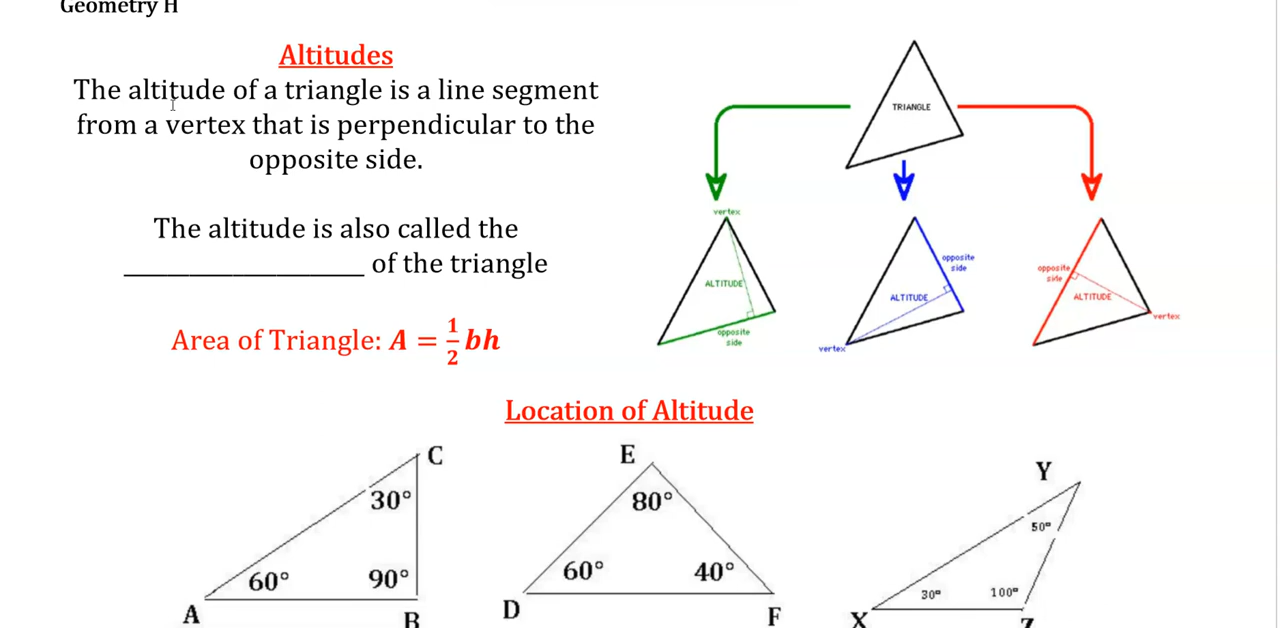 Geometry H
Altitudes
The altitude of a triangle is a line segment
from a vertex that is perpendicular to the
opposite side.
The altitude is also called the
_________________ of the triangle
Area of Triangle: A = 1/2 bh
TRIANGLE
vertex
ALTITUDE
opposite
side
opposite
side
ALTITUDE
vertex
opposite
side
ALTITUDE
vertex
Location of Altitude
C
30°
60°
90°
A
B
E
80°
60°
40°
D
F
Y
50°
30°
100°
X
Z